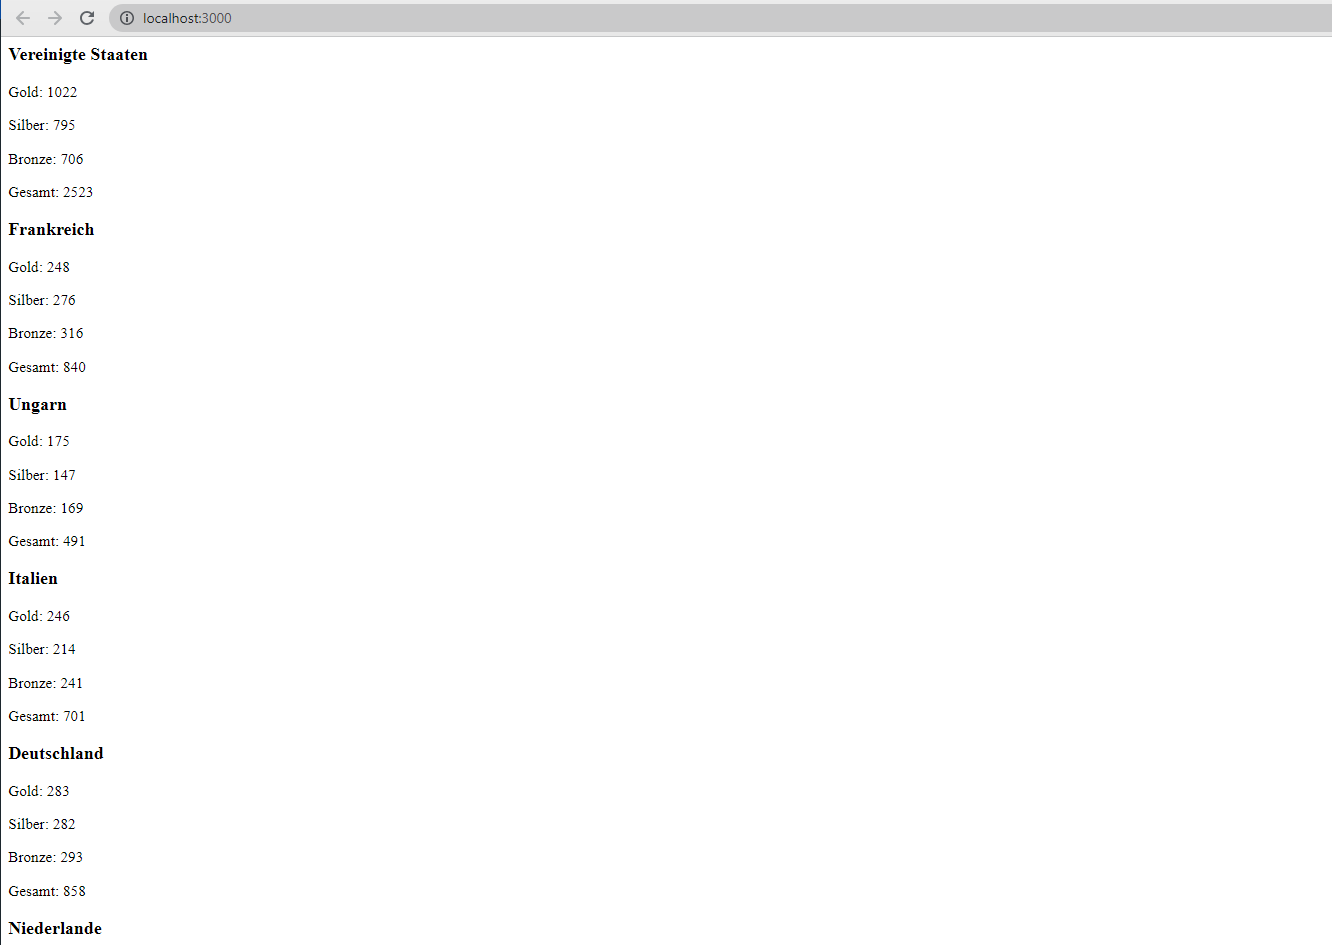 localhost:3000
Vereinigte Staaten
Gold: 1022
Silber: 795
Bronze: 706
Gesamt: 2523
Frankreich
Gold: 248
Silber: 276
Bronze: 316
Gesamt: 840
Ungarn
Gold: 175
Silber: 147
Bronze: 169
Gesamt: 491
Italien
Gold: 246
Silber: 214
Bronze: 241
Gesamt: 701
Deutschland
Gold: 283
Silber: 282
Bronze: 293
Gesamt: 858
Niederlande